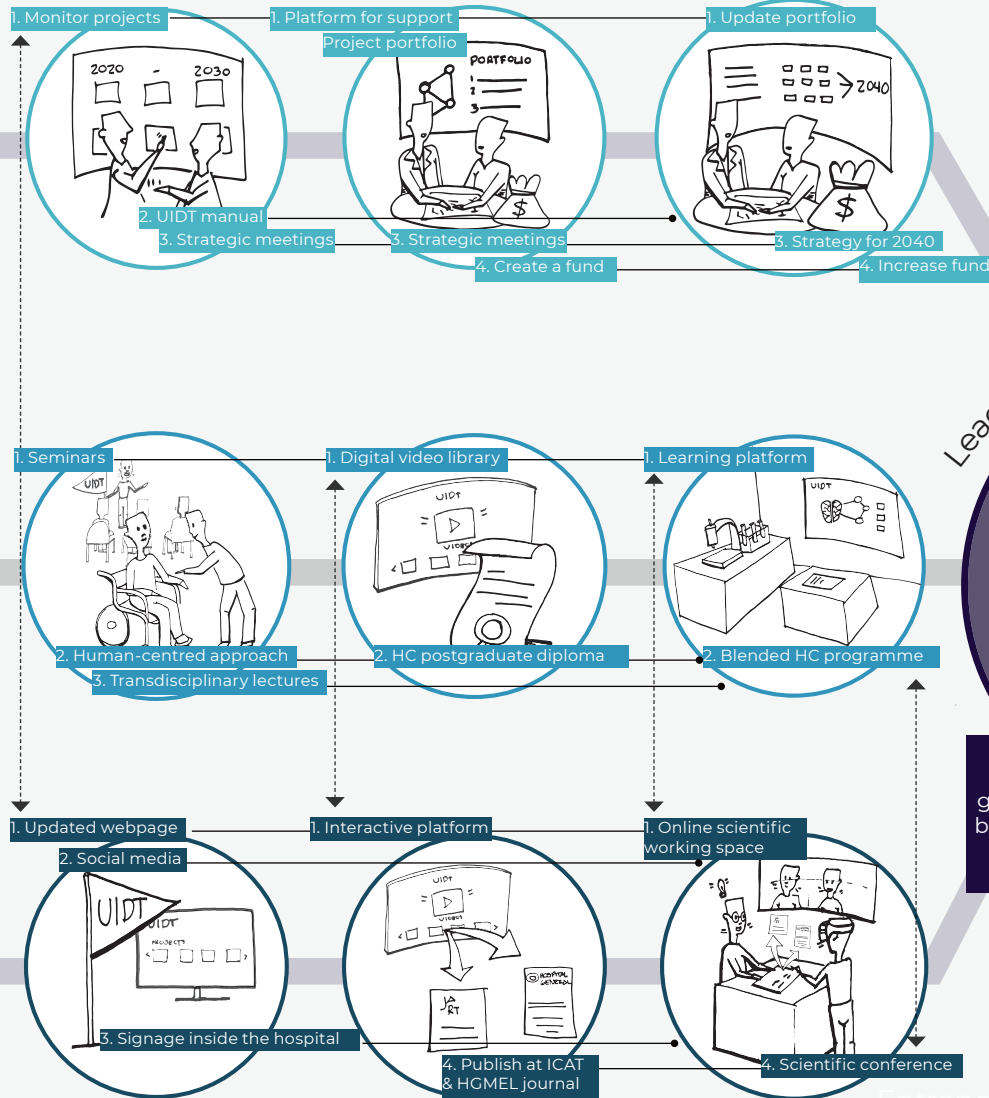 1. Monitor projects
1. Platform for support
Project portfolio
1. Update portfolio
2020 - 2030
PORTFOLIO
1
2
3
2040
$
$
2. UIDT manual
3. Strategic meetings
3. Strategic meetings
3. Strategy for 2040
4. Create a fund
4. Increase fund
Lead
1. Seminars
1. Digital video library
1. Learning platform
UIDT
UIDT
VIDEOS
UIDT
2. Human-centred approach
2. HC postgraduate diploma
2. Blended HC programme
3. Transdisciplinary lectures
g
b
1. Updated webpage
1. Interactive platform
1. Online scientific
working space
2. Social media
UIDT
UIDT
PROJECTS
UIDT
VIDEOS
HOSPITAL
GENERAL
3. Signage inside the hospital
4. Publish at ICAT
& HGMEL journal
4. Scientific conference